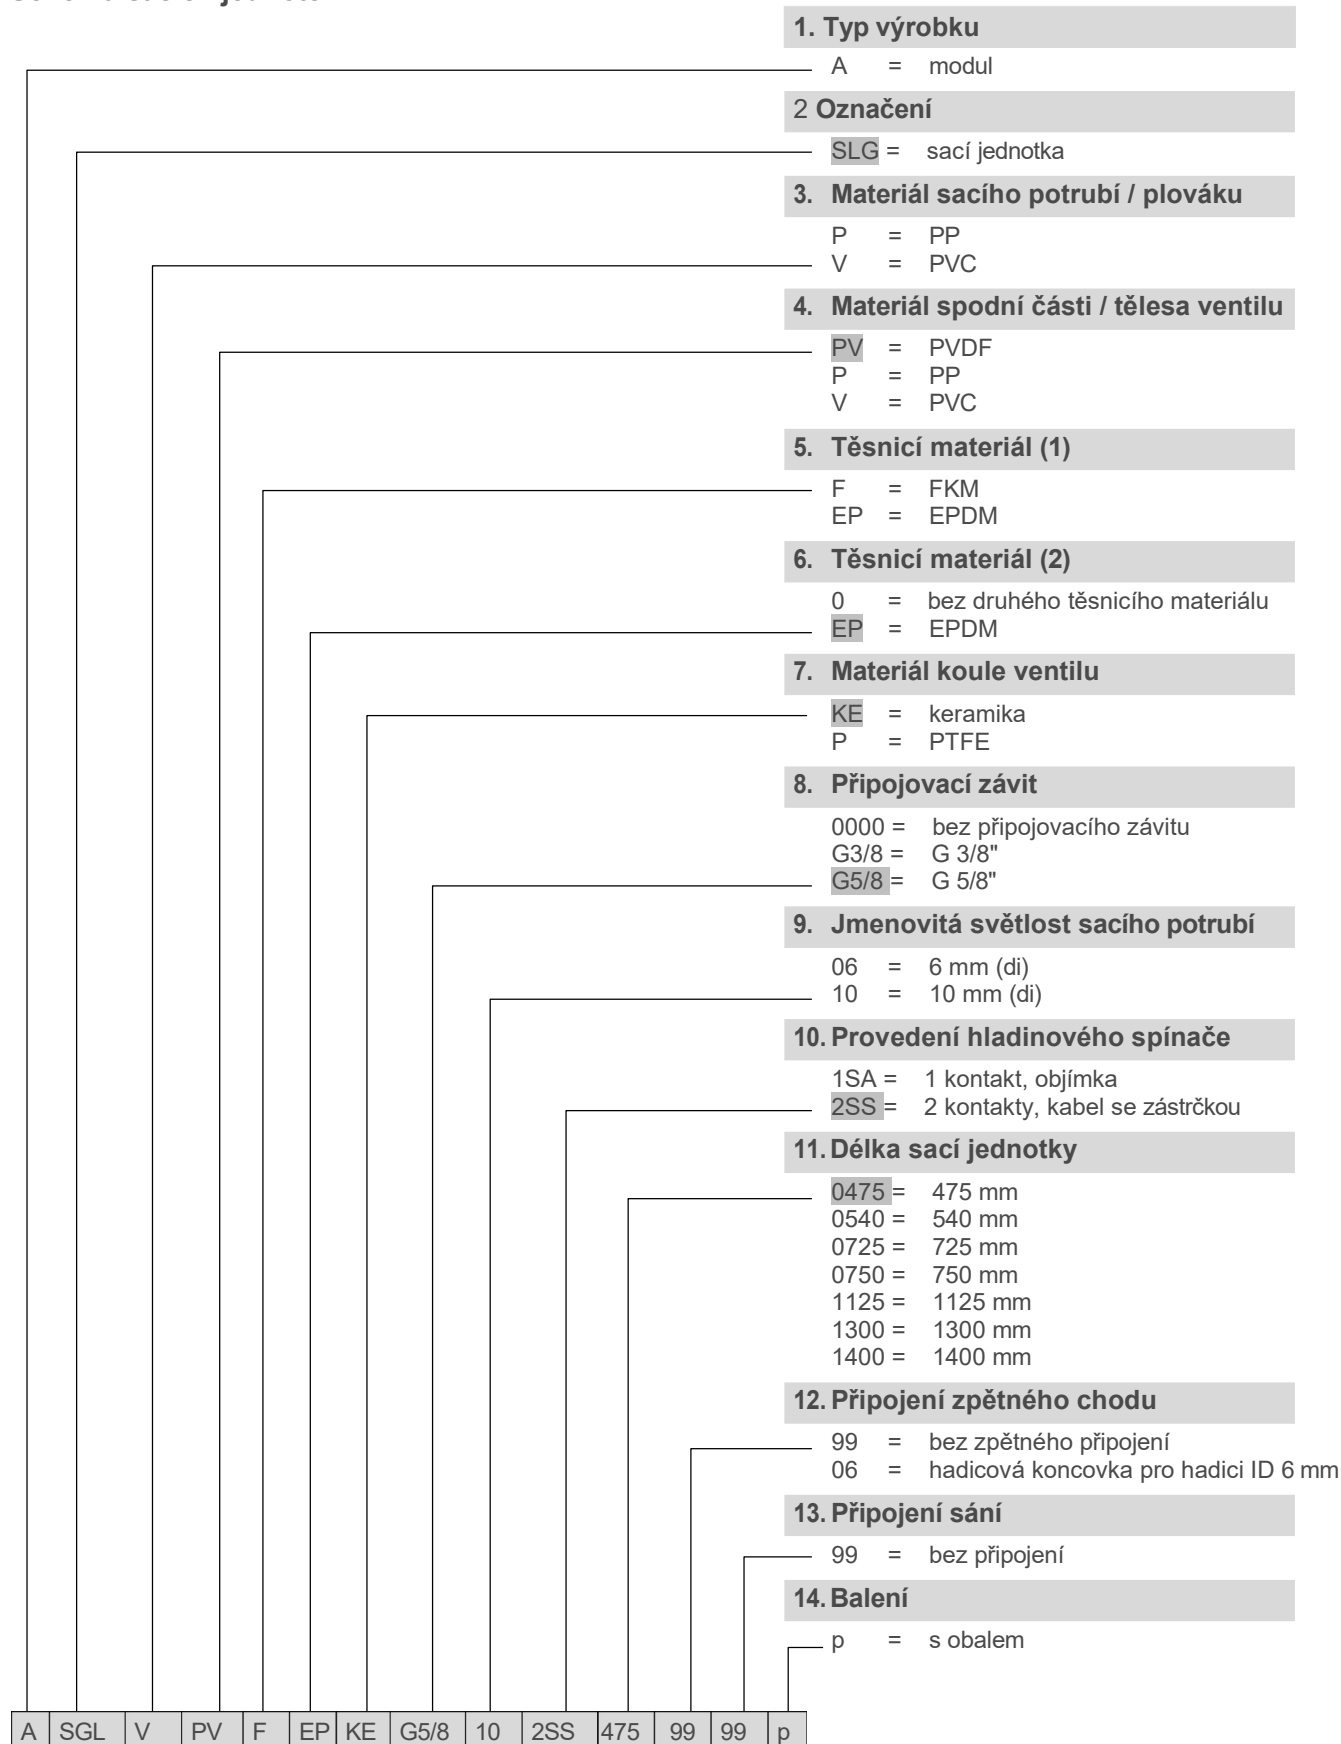 1. Typ výrobku
A = modul
2 Označení
SLG = sací jednotka
3. Materiál sacího potrubí / plováku
P = PP
V = PVC
4. Materiál spodní části / tělesa ventilu
PV = PVDF
P = PP
V = PVC
5. Těsnicí materiál (1)
F = FKM
EP = EPDM
6. Těsnicí materiál (2)
0 = bez druhého těsnicího materiálu
EP = EPDM
7. Materiál koule ventilu
KE = keramika
P = PTFE
8. Připojovací závit
0000 = bez připojovacího závitu
G3/8 = G 3/8"
G5/8 = G 5/8"
9. Jmenovitá světlost sacího potrubí
06 = 6 mm (di)
10 = 10 mm (di)
10. Provedení hladinového spínače
1SA = 1 kontakt, objímka
2SS = 2 kontakty, kabel se zástrčkou
11. Délka sací jednotky
0475 = 475 mm
0540 = 540 mm
0725 = 725 mm
0750 = 750 mm
1125 = 1125 mm
1300 = 1300 mm
1400 = 1400 mm
12. Připojení zpětného chodu
99 = bez zpětného připojení
06 = hadicová koncovka pro hadici ID 6 mm
13. Připojení sání
99 = bez připojení
14. Balení
p = s obalem
A SGL V PV F EP KE G5/8 10 2SS 475 99 99 p